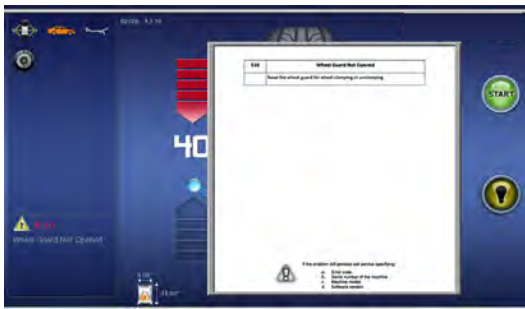 Wheel Guard Not Opened
Raise the wheel guard for wheel clamping or unclamping.
START
40
Wheel Guard Not Opened
If the problem still persists call service specifying:
a. Error code
b. Serial number of the machine
c. Machine model
d. Software version